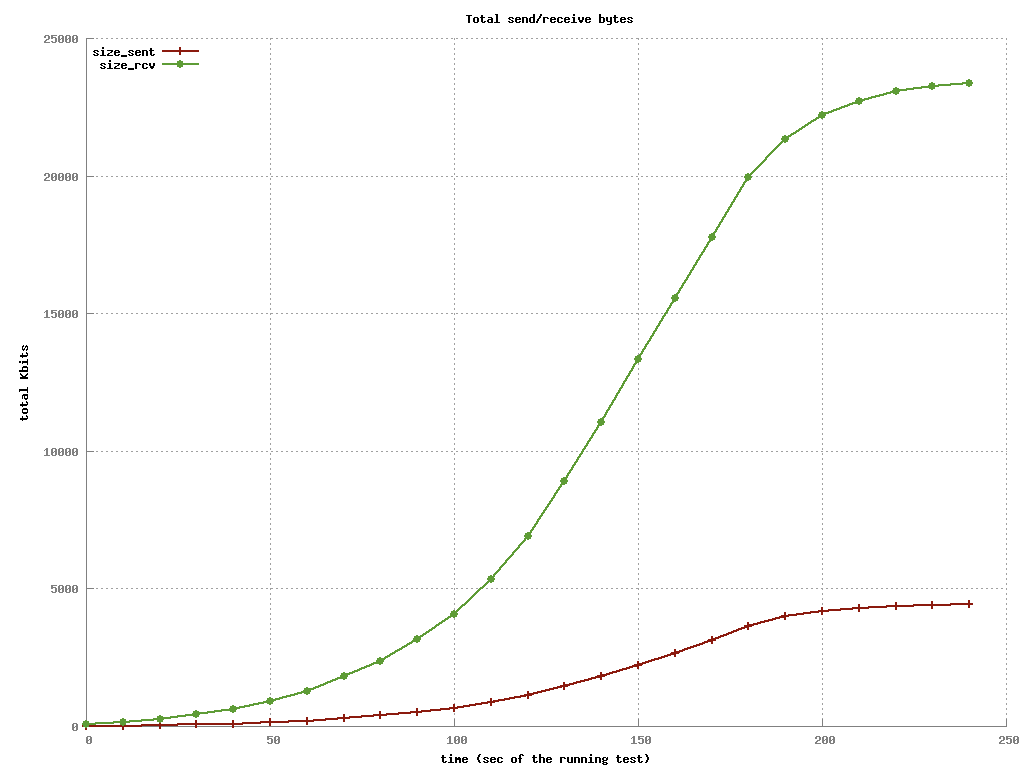 Total send/receive bytes
25000
size_sent
size_rcv
20000
15000
total Kbits
10000
5000
0
0 50 100 150 200 250
time (sec of the running test)